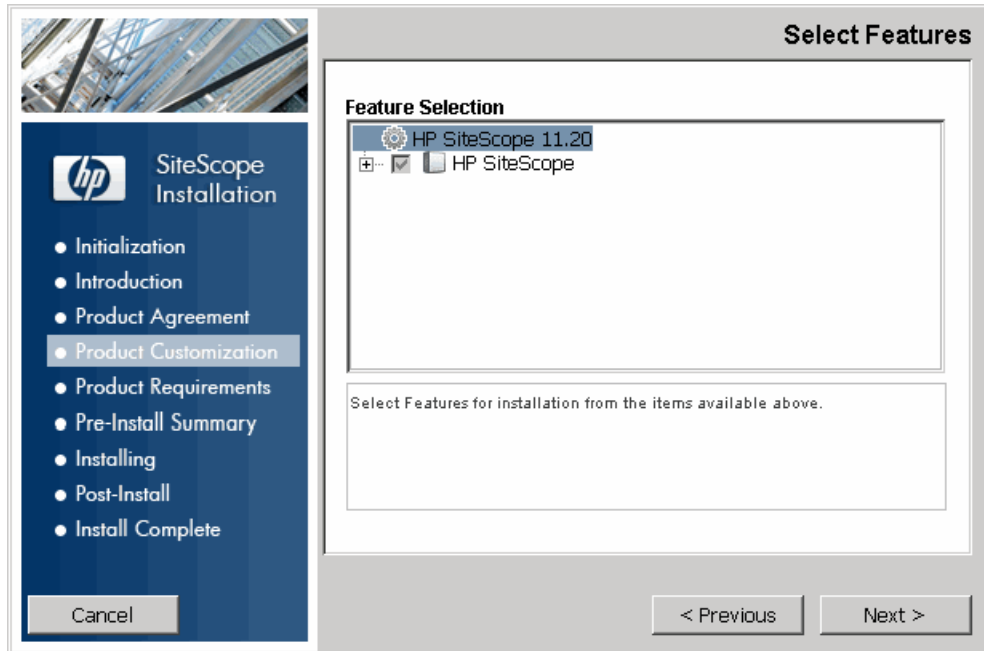 Select Features
hp
SiteScope
Installation
Initialization
Introduction
Product Agreement
Product Customization
Product Requirements
Pre-Install Summary
Installing
Post-Install
Install Complete
Feature Selection
HP SiteScope 11.20
HP SiteScope
Select Features for installation from the items available above.
Cancel
< Previous
Next >